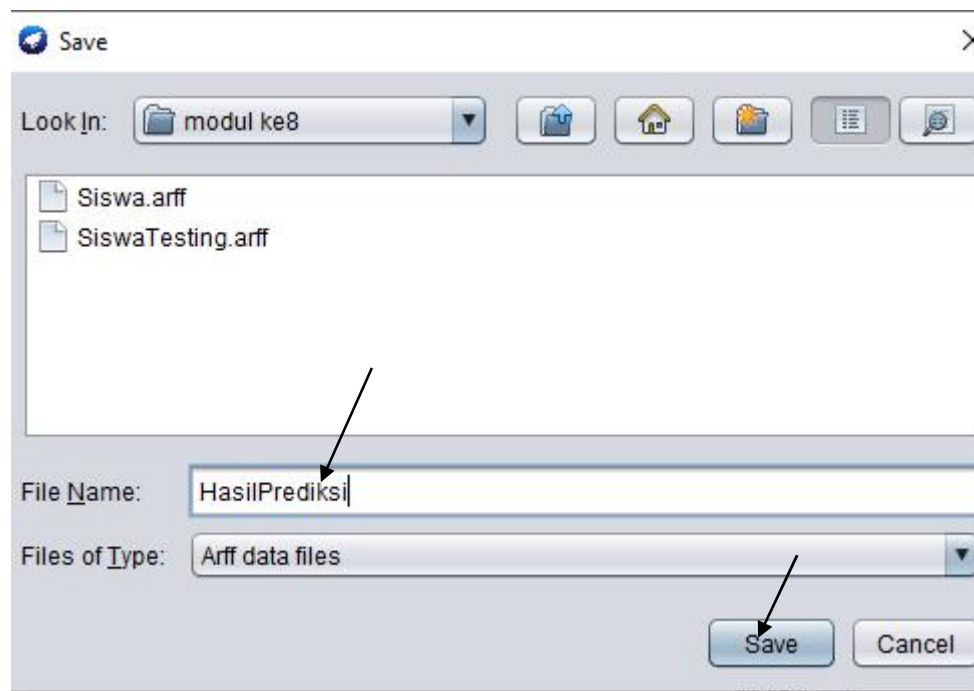 Save
Look In: modul ke8
Siswa.arff
SiswaTesting.arff
File Name: HasilPrediksi
Files of Type: Arff data files
Save Cancel